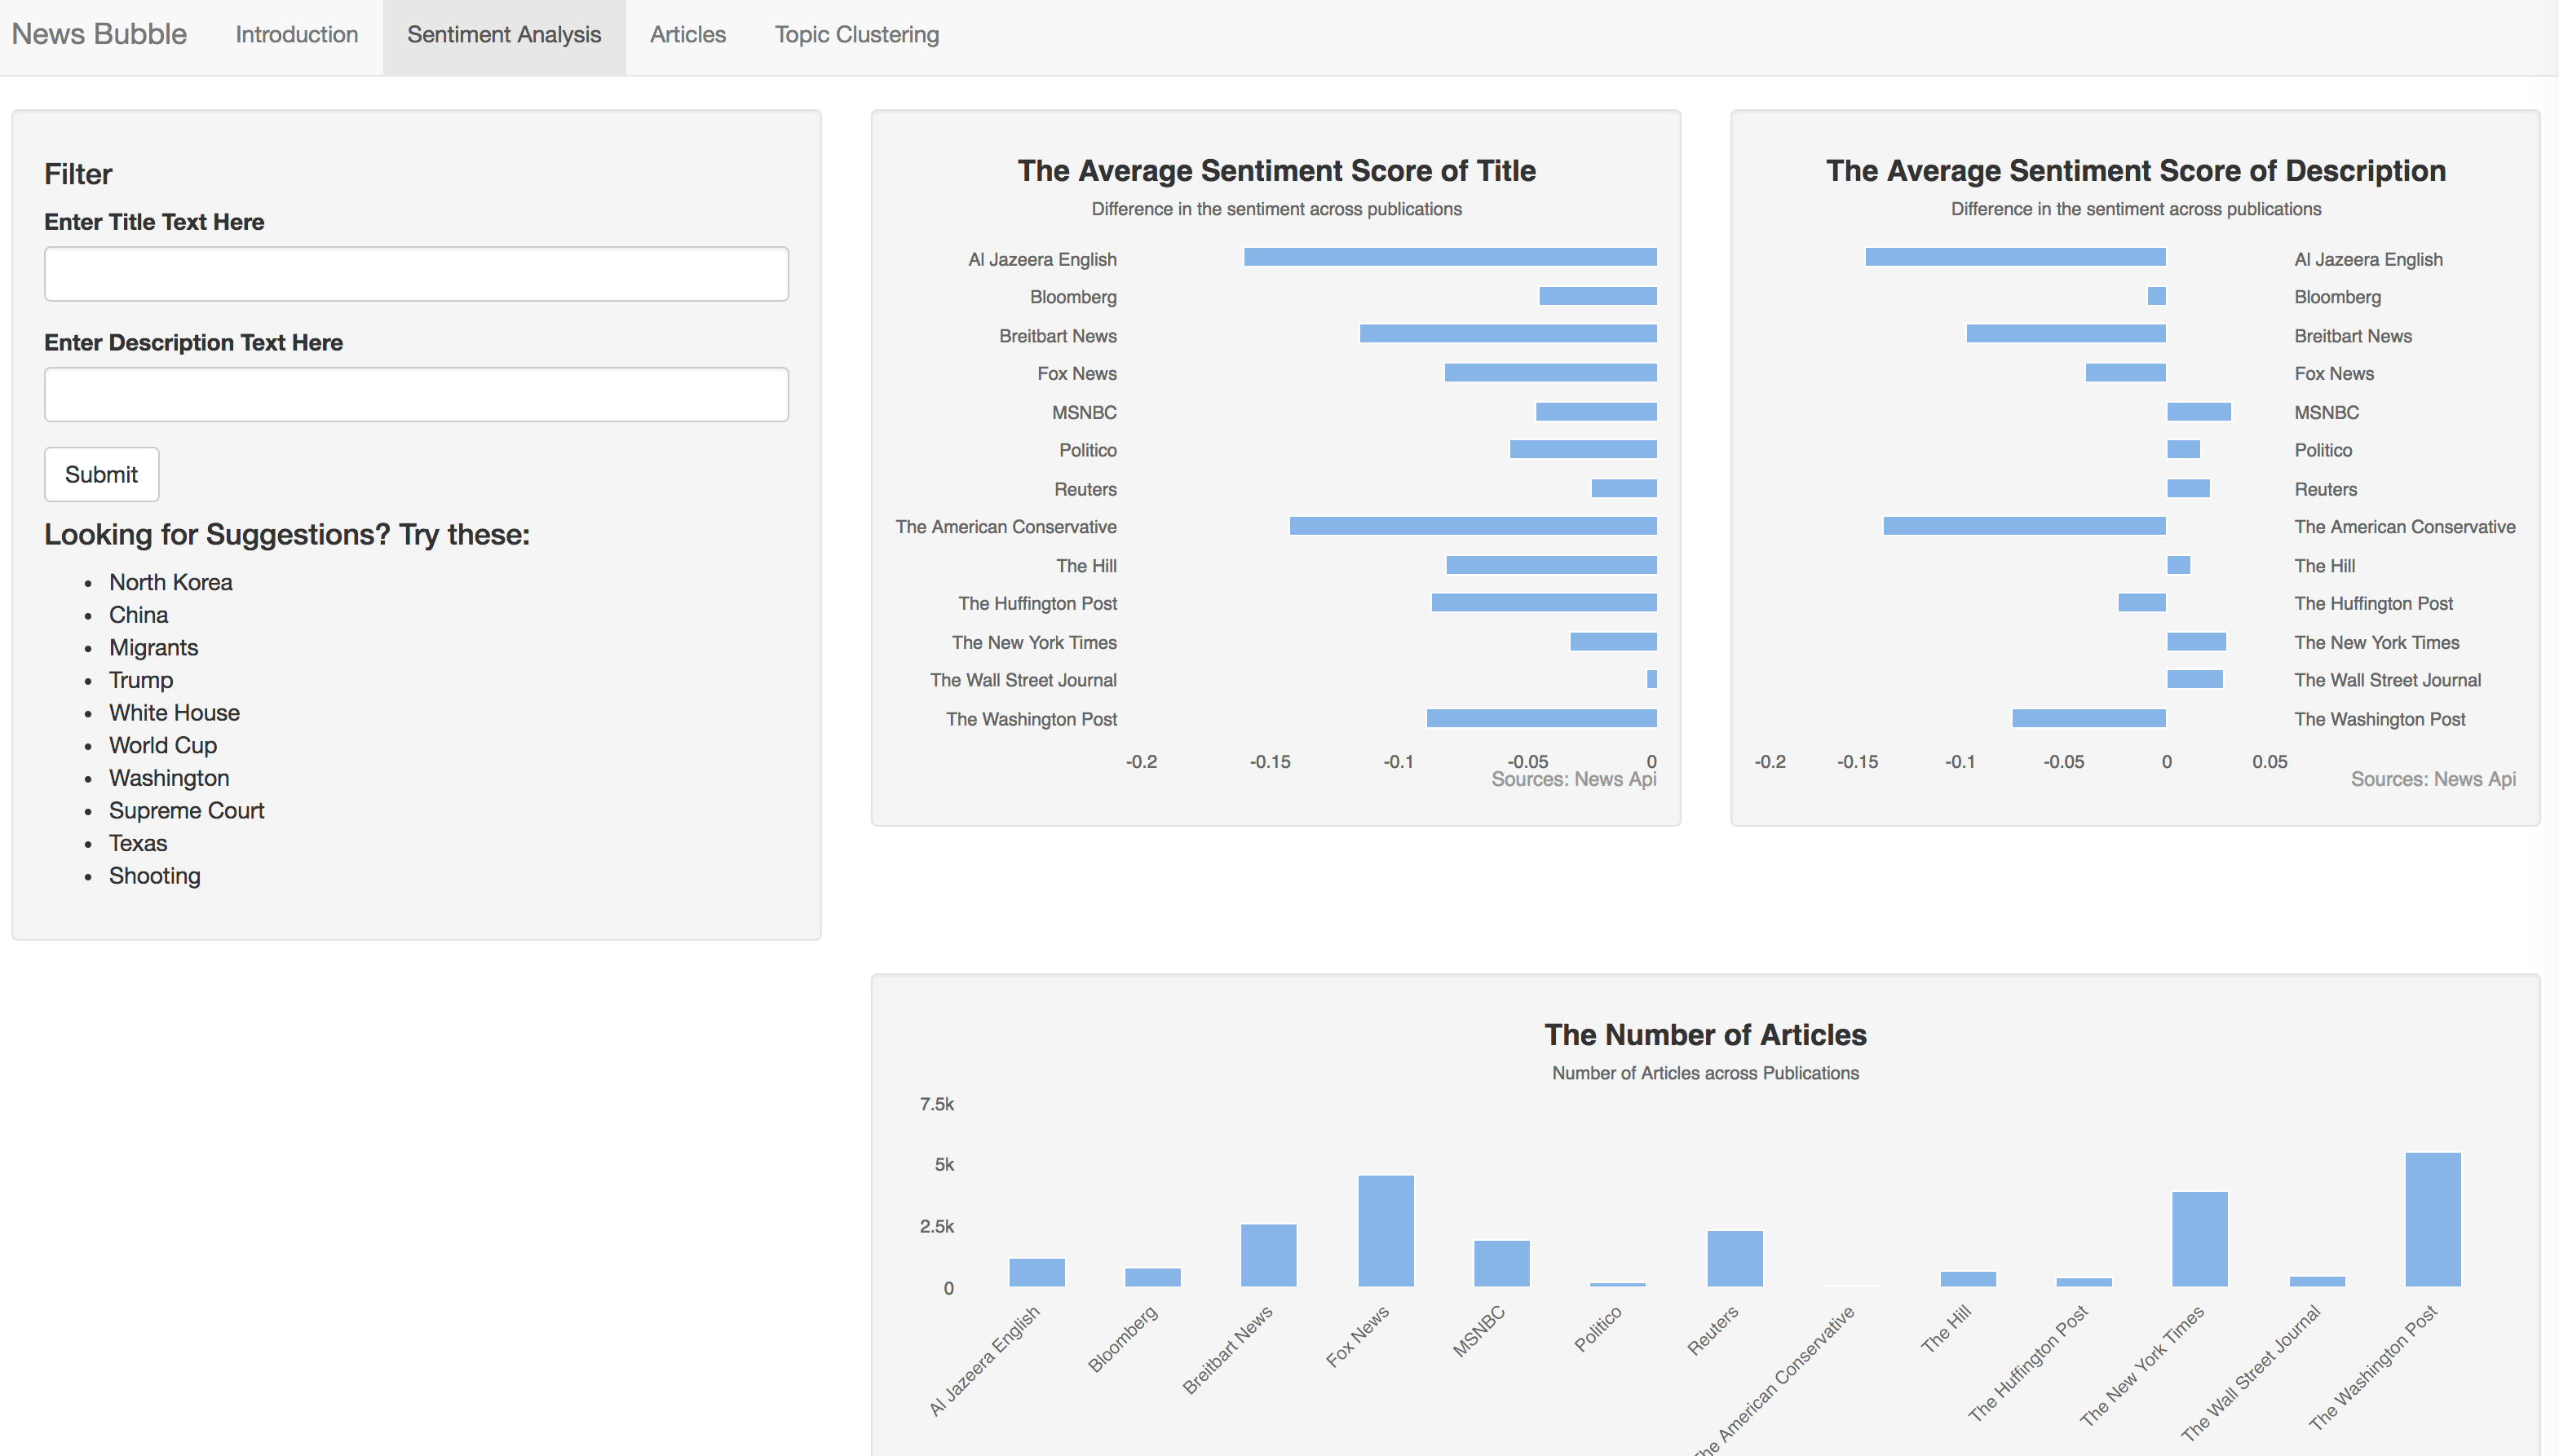 News Bubble Introduction Sentiment Analysis Articles Topic Clustering
Filter
Enter Title Text Here
Enter Description Text Here
Submit
Looking for Suggestions? Try these:
• North Korea
• China
• Migrants
• Trump
• White House
• World Cup
• Washington
• Supreme Court
• Texas
• Shooting
The Average Sentiment Score of Title
Difference in the sentiment across publications
Al Jazeera English
Bloomberg
Breitbart News
Fox News
MSNBC
Politico
Reuters
The American Conservative
The Hill
The Huffington Post
The New York Times
The Wall Street Journal
The Washington Post
-0.2 -0.15 -0.1 -0.05 0
Sources: News Api
The Average Sentiment Score of Description
Difference in the sentiment across publications
Al Jazeera English
Bloomberg
Breitbart News
Fox News
MSNBC
Politico
Reuters
The American Conservative
The Hill
The Huffington Post
The New York Times
The Wall Street Journal
The Washington Post
-0.2 -0.15 -0.1 -0.05 0 0.05
Sources: News Api
The Number of Articles
Number of Articles across Publications
7.5k
5k
2.5k
0
Al Jazeera English
Bloomberg
Breitbart News
Fox News
MSNBC
Politico
Reuters
The American Conservative
The Hill
The Huffington Post
The New York Times
The Wall Street Journal
The Washington Post